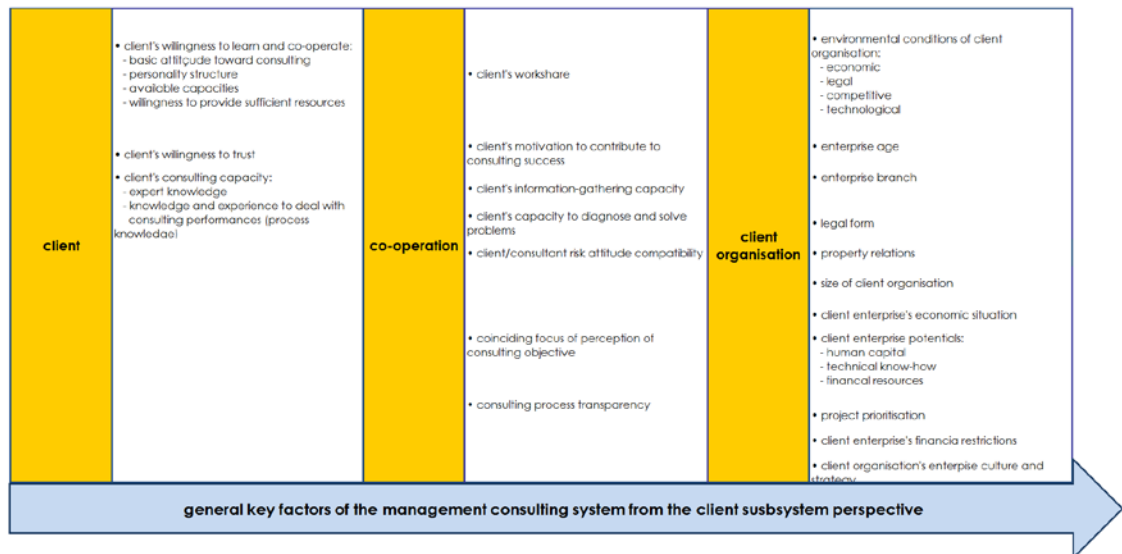 client
• client's willingness to learn and co-operate:
- basic attitçude toward consulting
- personality structure
- available capacities
- willingness to provide sufficient resources
• client's willingness to trust
• client's consulting capacity:
- expert knowledge
- knowledge and experience to deal with
consulting performances (process
knowledge)
co-operation
• client's workshare
• client's motivation to contribute to
consulting success
• client's information-gathering capacity
• client's capacity to diagnose and solve
problems
• client/consultant risk attitude compatibility
• coinciding focus of perception of
consulting objective
• consulting process transparency
client
organisation
• environmental conditions of client
organisation:
- economic
- legal
- competitive
- technological
• enterprise age
• enterprise branch
• legal form
• property relations
• size of client organisation
• client enterprise's economic situation
• client enterprise potentials:
- human capital
- technical know-how
- financal resources
• project prioritisation
• client enterprise's financia restrictions
• client organisation's enterpise culture and
strategy
general key factors of the management consulting system from the client susbsystem perspective